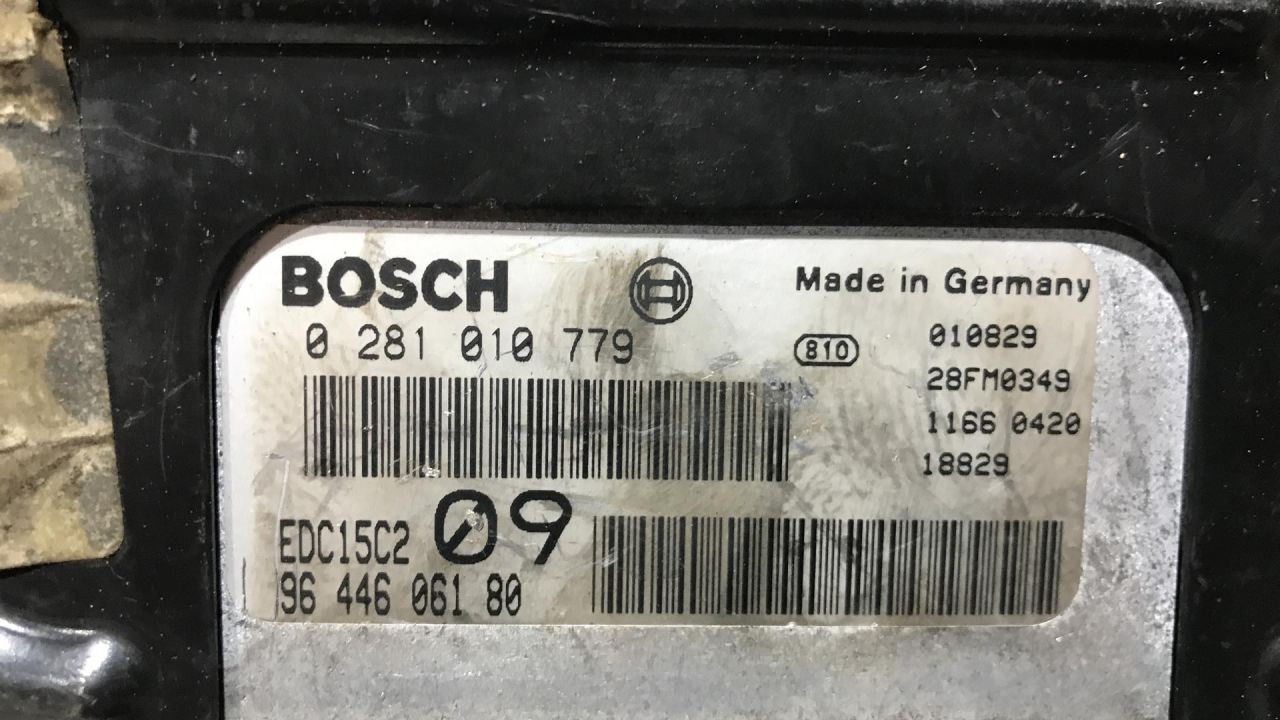 BOSCH
Made in Germany
0 281 010 779
810
010829
28FM0349
1166 0420
18829
EDC15C2 09
96 446 061 80